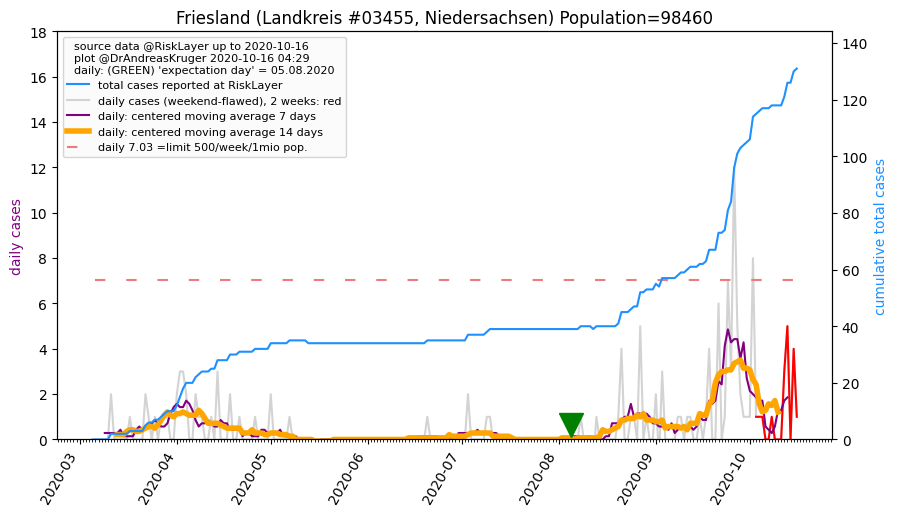 Friesland (Landkreis #03455, Niedersachsen) Population=98460
source data @RiskLayer up to 2020-10-16
plot @DrAndreasKruger 2020-10-16 04:29
daily: (GREEN) 'expectation day' = 05.08.2020
total cases reported at RiskLayer
daily cases (weekend-flawed), 2 weeks: red
daily: centered moving average 7 days
daily: centered moving average 14 days
daily 7.03 =limit 500/week/1mio pop.
daily cases
18
16
14
12
10
8
6
4
2
0
140
120
100
80
60
40
20
0
cumulative total cases
2020-03
2020-04
2020-05
2020-06
2020-07
2020-08
2020-09
2020-10